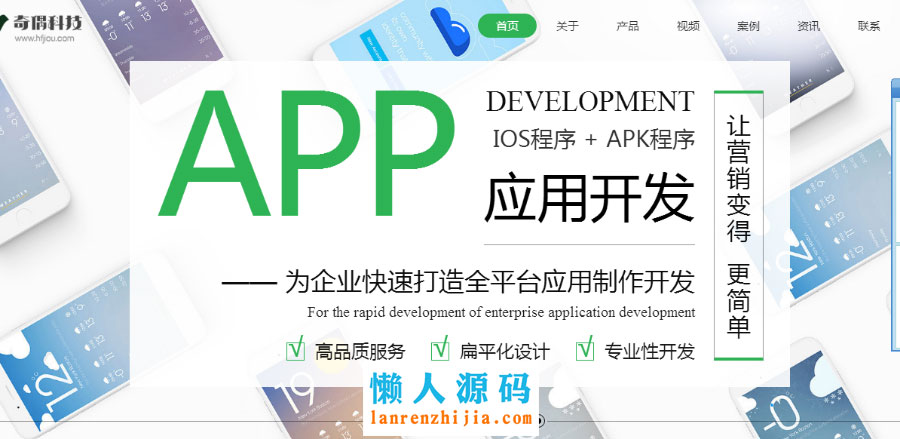 奇偶科技
www.hfjou.com
首页 关于 产品 视频 案例 资讯 联系
APP
DEVELOPMENT
IOS程序 + APK程序
应用开发
让营销变得 更简单
—— 为企业快速打造全平台应用制作开发
For the rapid development of enterprise application development
高品质服务 扁平化设计 专业性开发
12
19
-0
懒人源码
lanrenzhijia.com